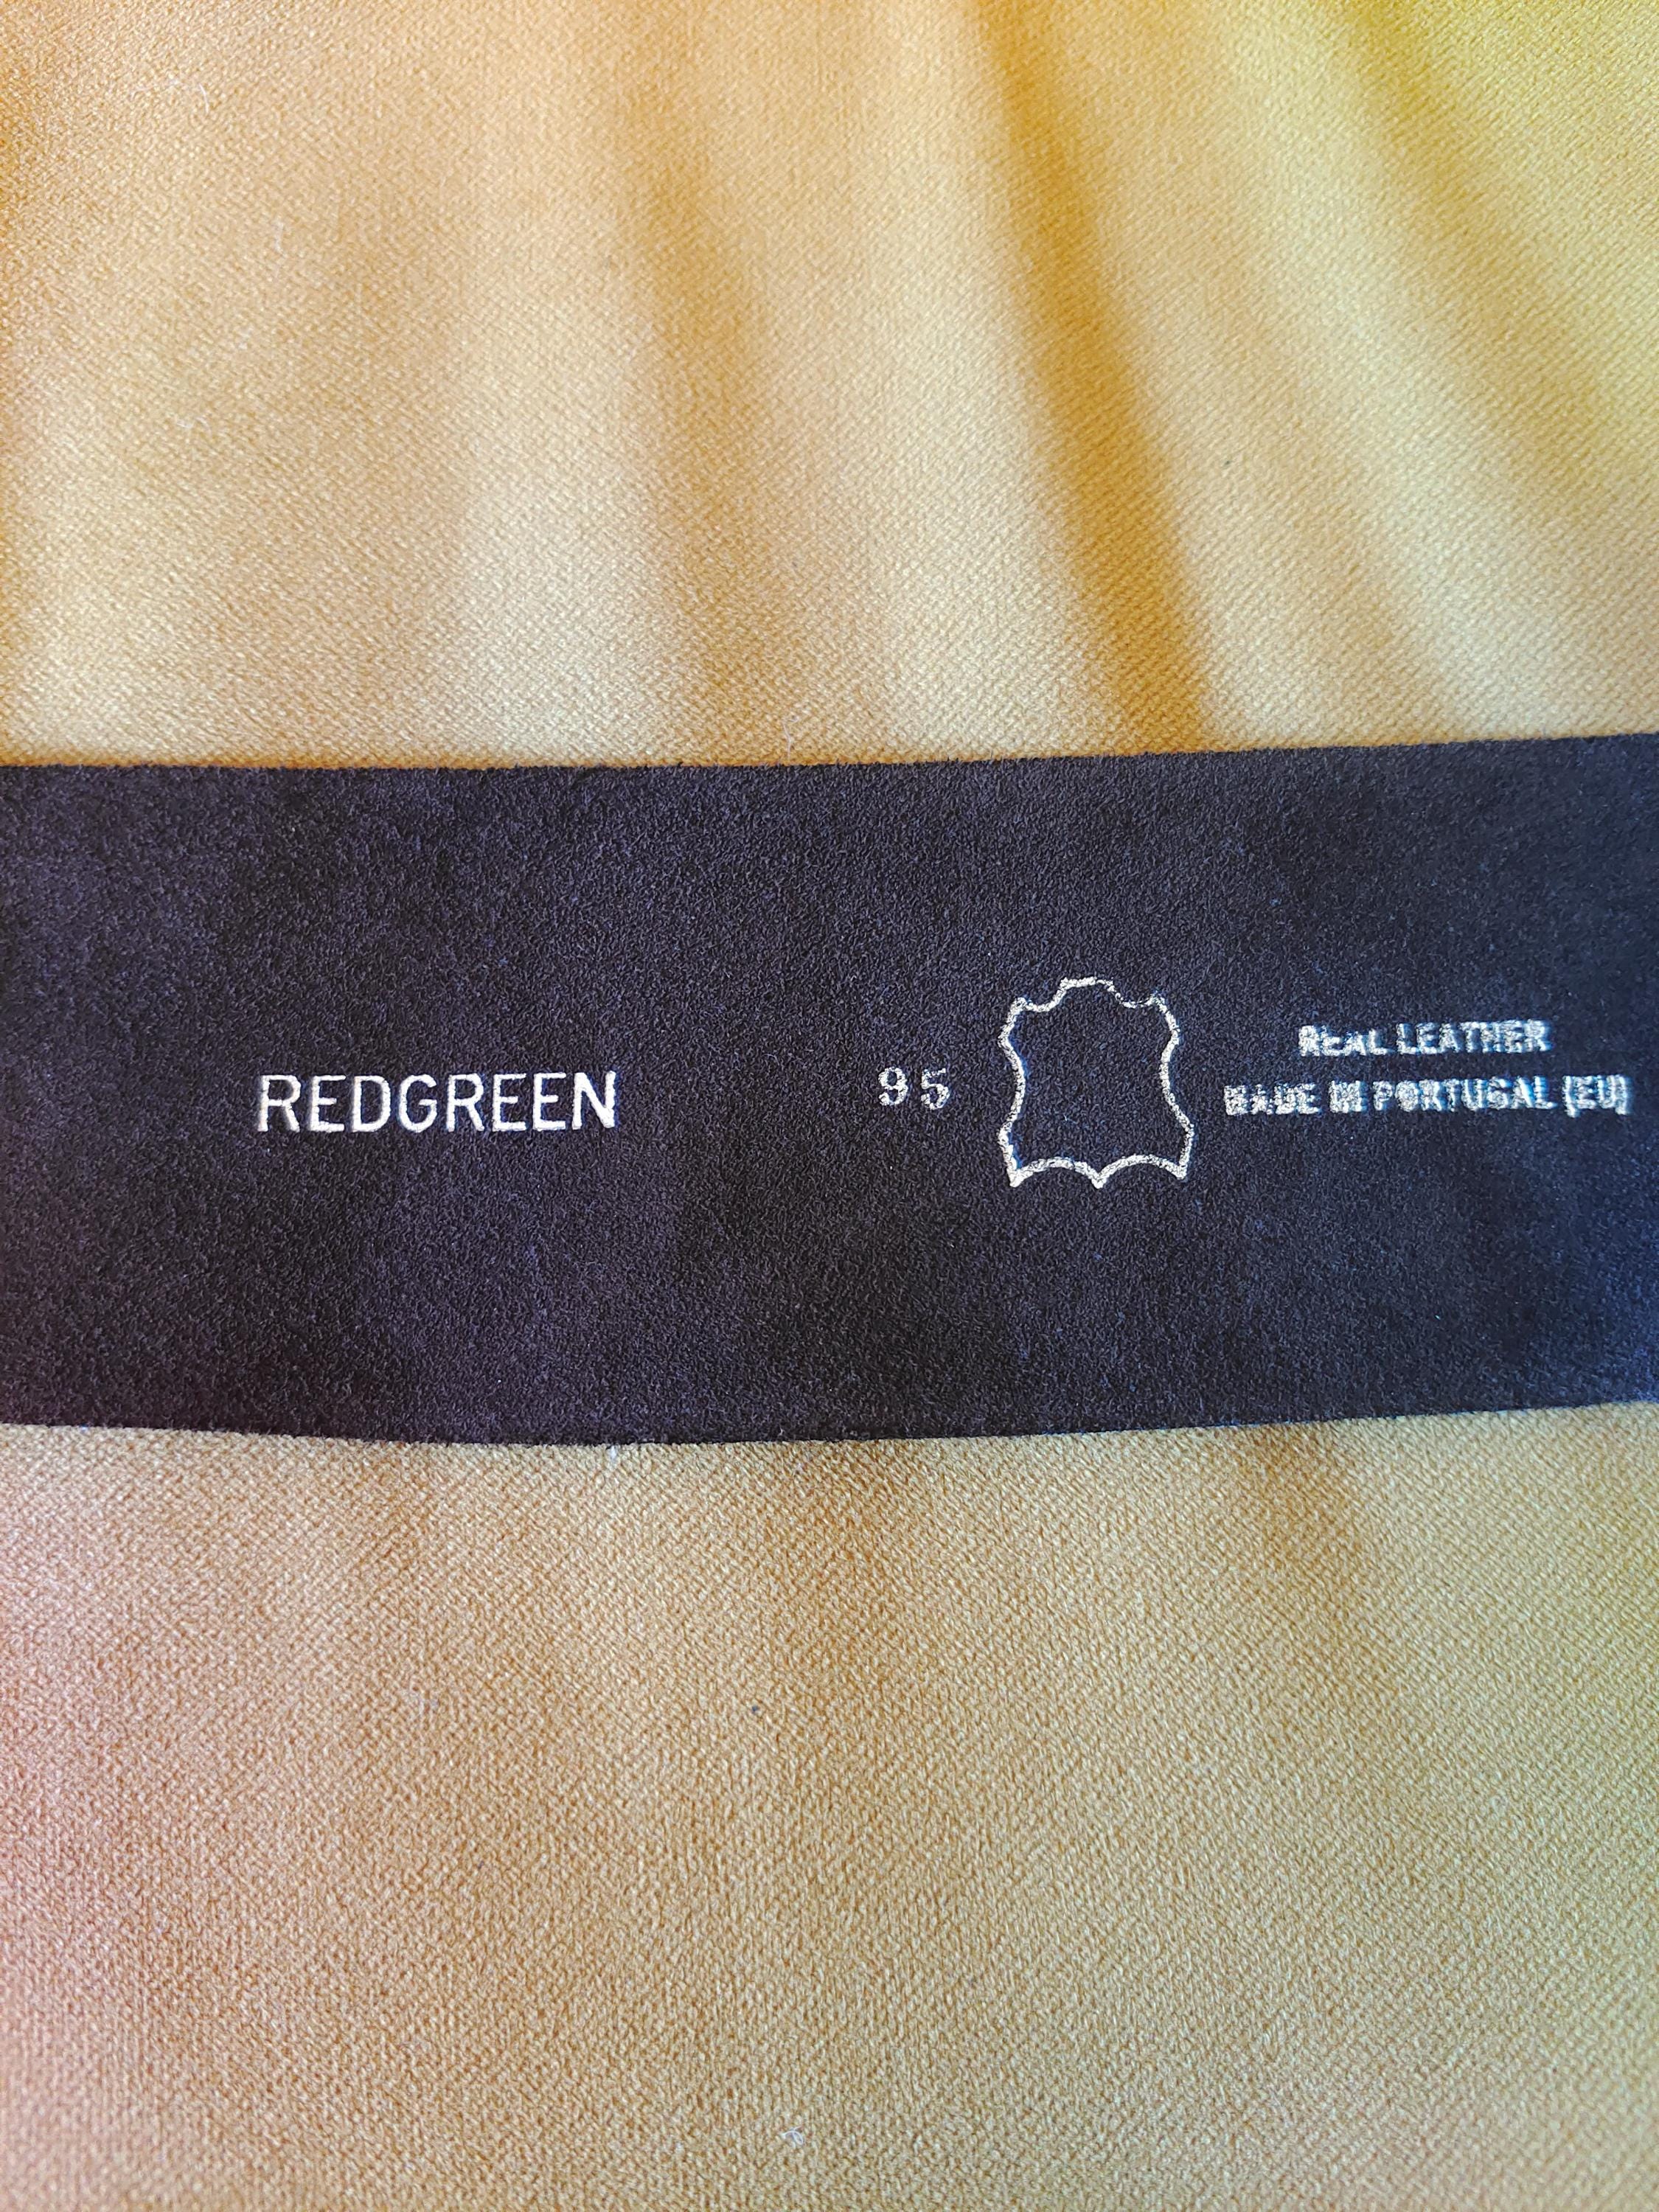 REDGREEN
95
REAL LEATHER
MADE IN PORTUGAL (EU)